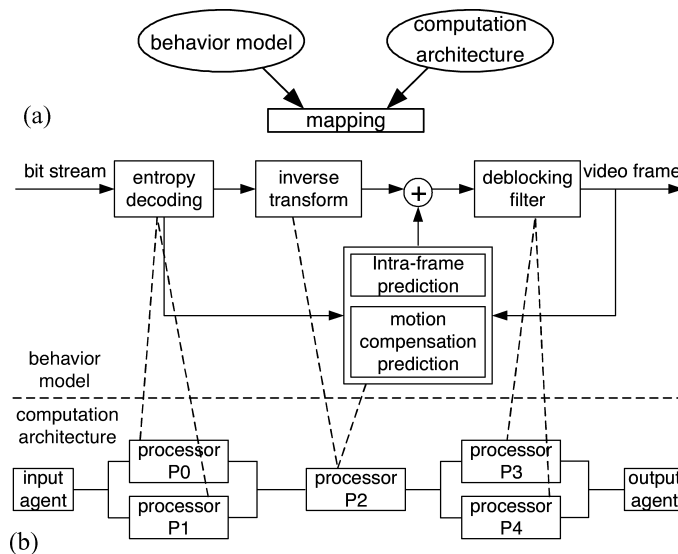 behavior model
computation
architecture
mapping
(a)
bit stream
entropy
decoding
inverse
transform
+
deblocking
filter
video frame
Intra-frame
prediction
motion
compensation
prediction
behavior
model
computation
architecture
input
agent
processor
P0
processor
P1
processor
P2
processor
P3
processor
P4
output
agent
(b)